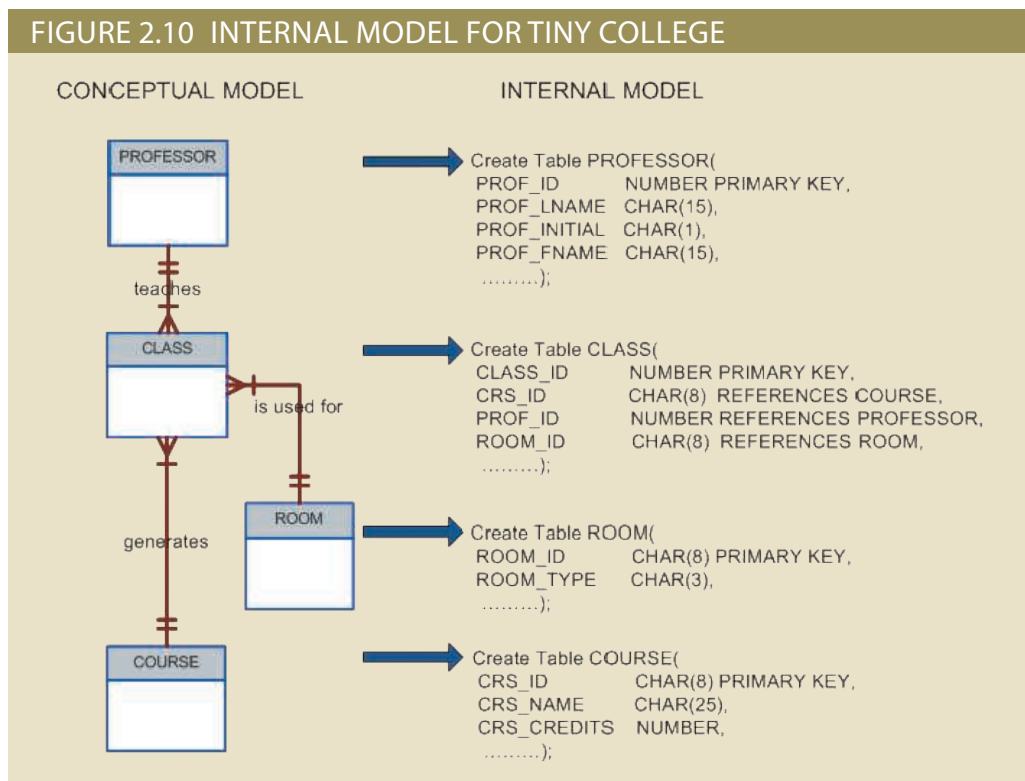 FIGURE 2.10 INTERNAL MODEL FOR TINY COLLEGE
CONCEPTUAL MODEL
INTERNAL MODEL
PROFESSOR
teaches
CLASS
is used for
ROOM
generates
COURSE
Create Table PROFESSOR(
PROF_ID NUMBER PRIMARY KEY,
PROF_LNAME CHAR(15),
PROF_INITIAL CHAR(1),
PROF_FNAME CHAR(15),
.........);
Create Table CLASS(
CLASS_ID NUMBER PRIMARY KEY,
CRS_ID CHAR(8) REFERENCES COURSE,
PROF_ID NUMBER REFERENCES PROFESSOR,
ROOM_ID CHAR(8) REFERENCES ROOM,
.........);
Create Table ROOM(
ROOM_ID CHAR(8) PRIMARY KEY,
ROOM_TYPE CHAR(3),
.........);
Create Table COURSE(
CRS_ID CHAR(8) PRIMARY KEY,
CRS_NAME CHAR(25),
CRS_CREDITS NUMBER,
.........);